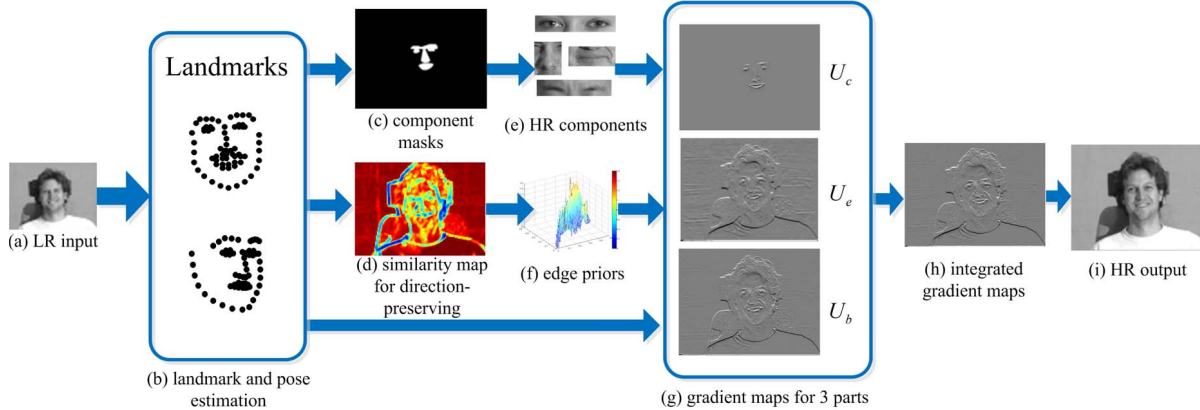 Landmarks
(a) LR input
(b) landmark and pose
estimation
(c) component
masks
(e) HR components
(d) similarity map
for direction-
preserving
(f) edge priors
U_c
U_e
U_b
(g) gradient maps for 3 parts
(h) integrated
gradient maps
(i) HR output